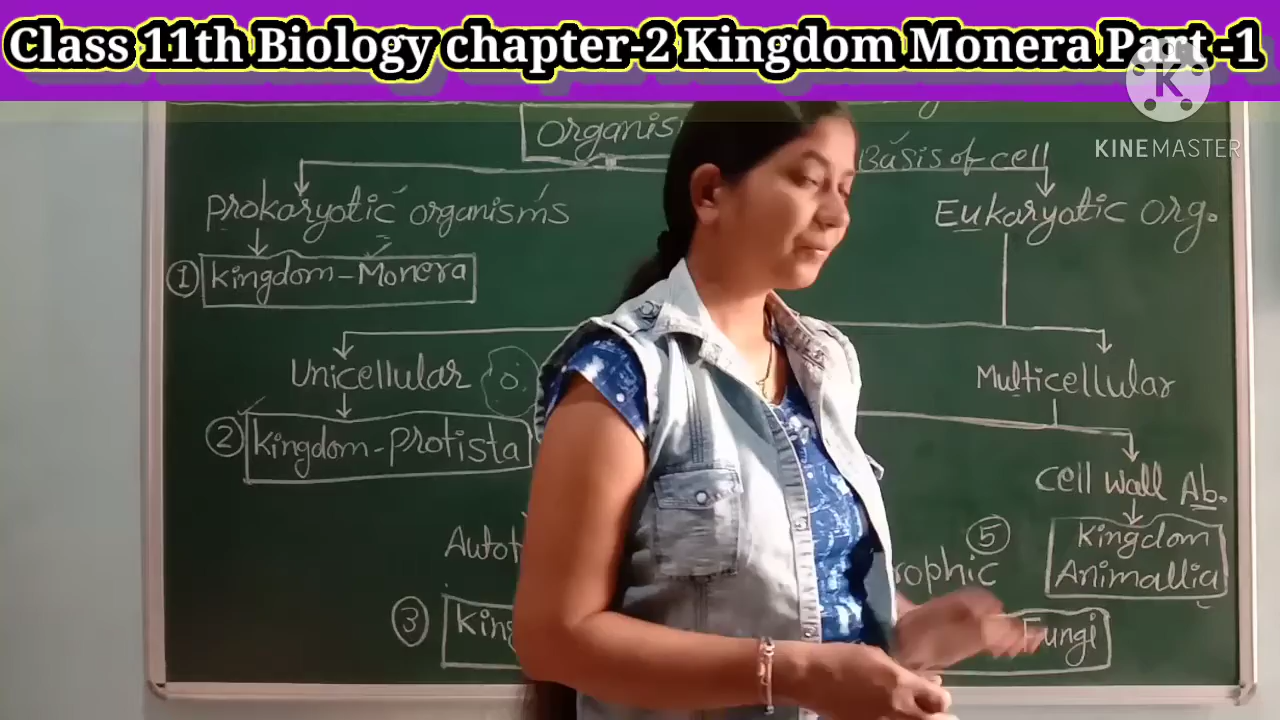 Class 11th Biology chapter-2 Kingdom Monera Part -1
K
KINEMASTER
Basis of cell
Prokaryotic organisms
Eukaryotic org.
① Kingdom-Monera
Unicellular
Multicellular
② Kingdom-Protista
Cell wall Ab.
⑤
Kingdom
Animallia
③
Fungi